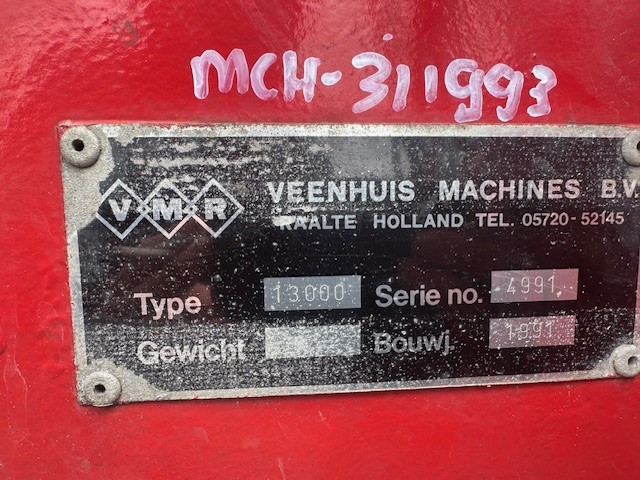 MCH-311993
VMR
VEENHUIS MACHINES B.V.
RAALTE HOLLAND TEL. 05720-52145
Type 13000 Serie no. 4991
Gewicht Bouwj. 1991